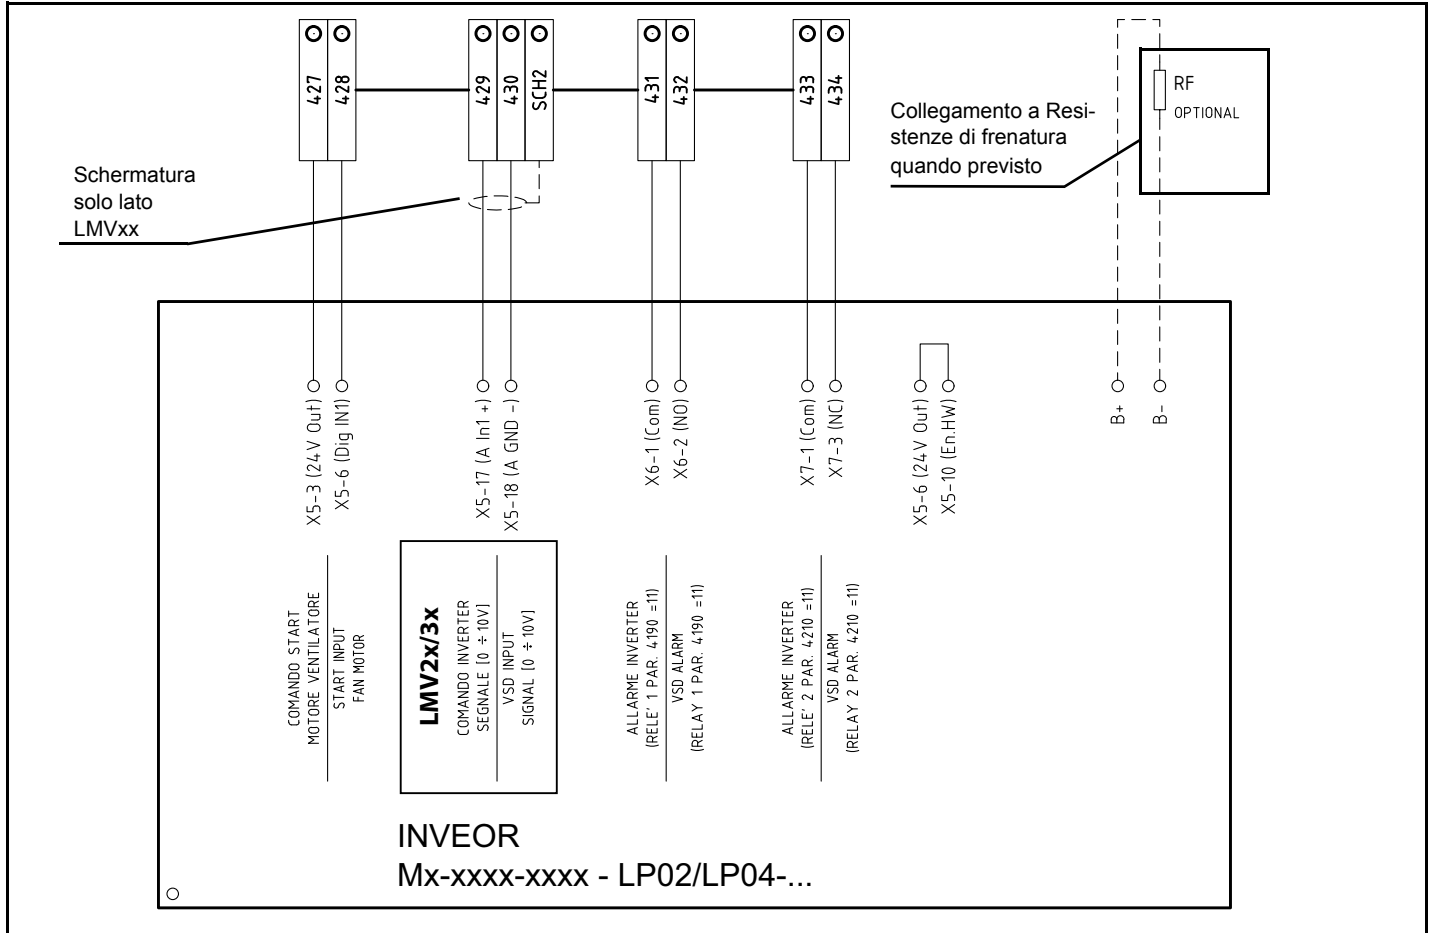 427
428
429
430
SCH2
431
432
433
434
RF
OPTIONAL
Collegamento a Resi-
stenze di frenatura
quando previsto
Schermatura
solo lato
LMVxx
X5-3 (24V Out)
X5-6 (Dig IN1)
X5-17 (A In1 +)
X5-18 (A GND -)
X6-1 (Com)
X6-2 (NO)
X7-1 (Com)
X7-3 (NC)
X5-6 (24V Out)
X5-10 (En.HW)
B+
B-
COMANDO START
MOTORE VENTILATORE
START INPUT
FAN MOTOR
LMV2x/3x
COMANDO INVERTER
SEGNALE [0 ÷ 10V]
VSD INPUT
SIGNAL [0 ÷ 10V]
ALLARME INVERTER
(RELE' 1 PAR. 4190 =11)
VSD ALARM
(RELAY 1 PAR. 4190 =11)
ALLARME INVERTER
(RELE' 2 PAR. 4210 =11)
VSD ALARM
(RELAY 2 PAR. 4210 =11)
INVEOR
Mx-xxxx-xxxx - LP02/LP04-...